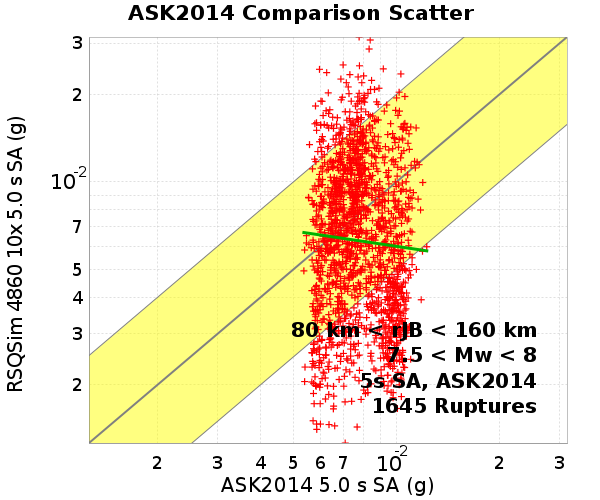 ASK2014 Comparison Scatter
RSQSim 4860 10x 5.0 s SA (g)
3
2
10-2
7
5
4
3
2
80 km < rJB < 160 km
7.5 < Mw < 8
5s SA, ASK2014
1645 Ruptures
2 3 4 5 6 7 10-2 2 3
ASK2014 5.0 s SA (g)